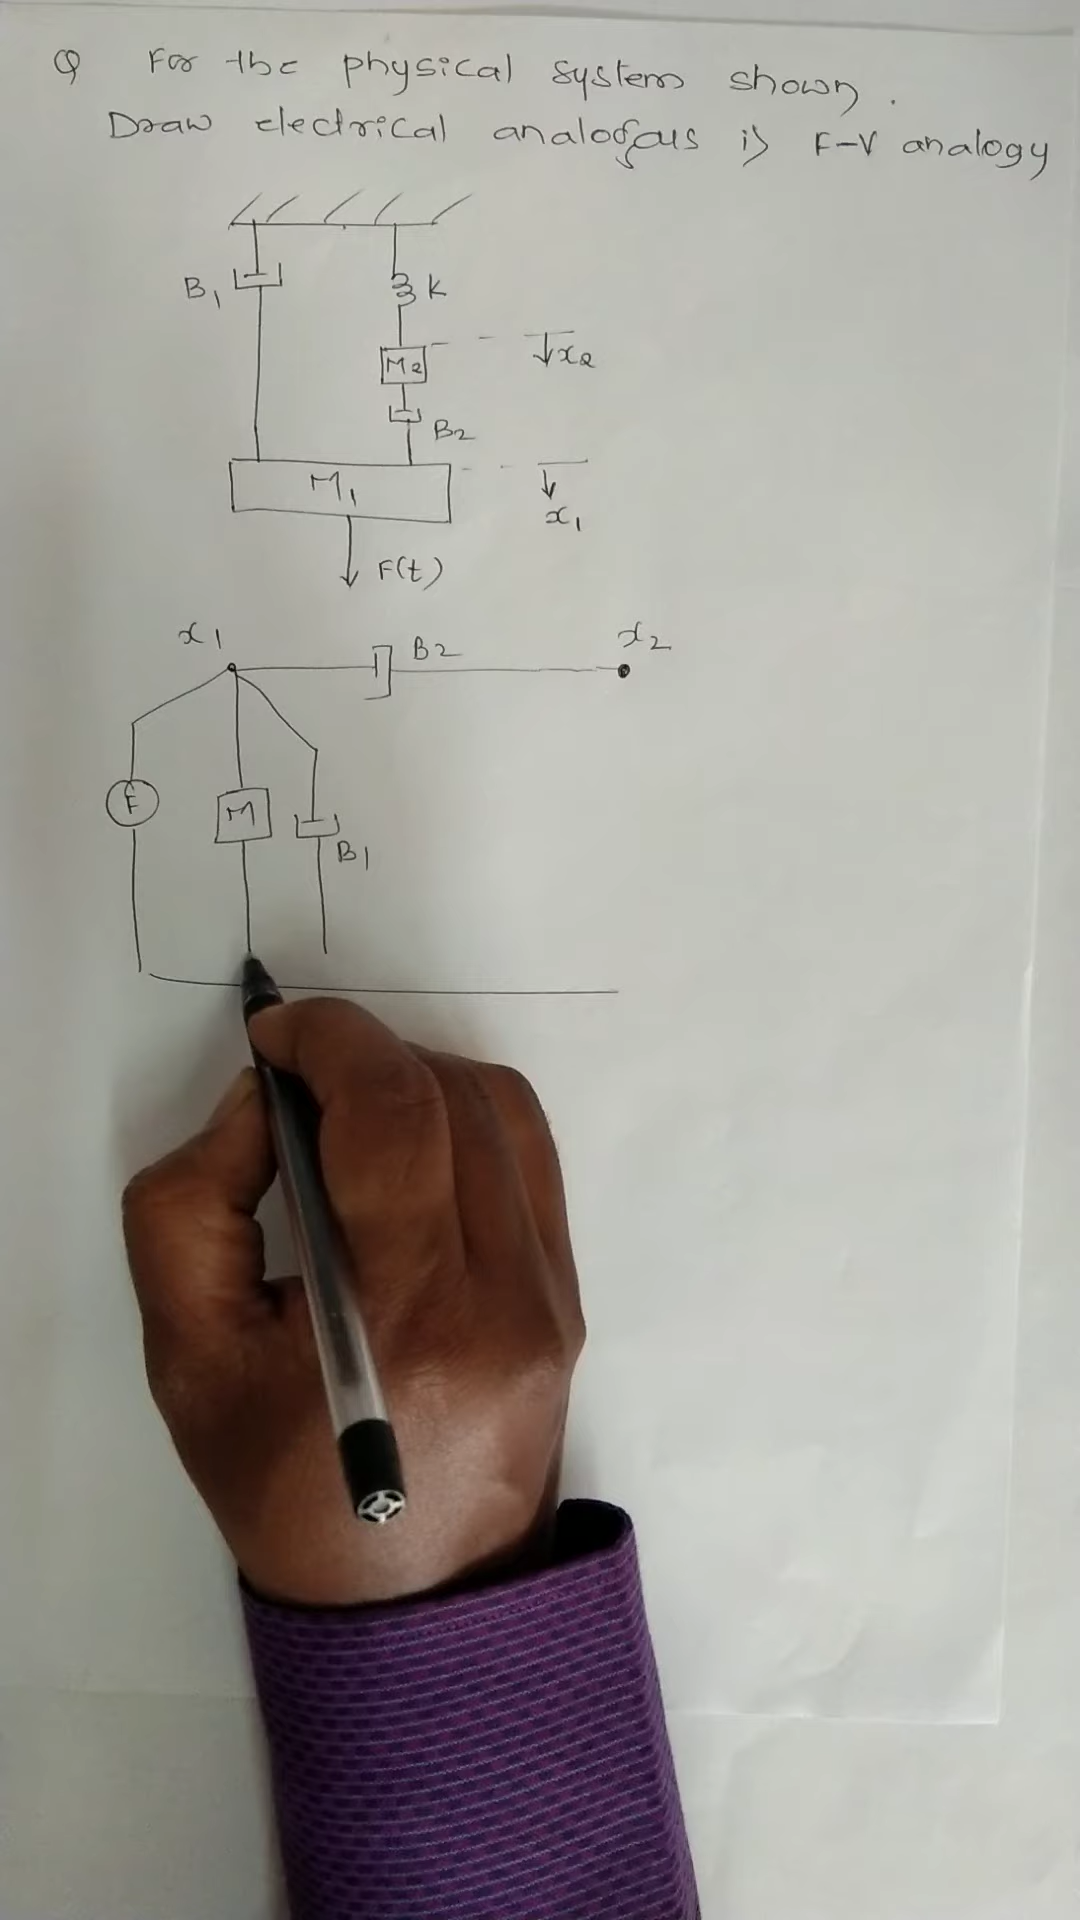 Q For the physical system shown.
Draw electrical analogous i) F-V analogy
B1
K
M2
x2
B2
M1
x1
F(t)
x1
B2
x2
F
M
B1